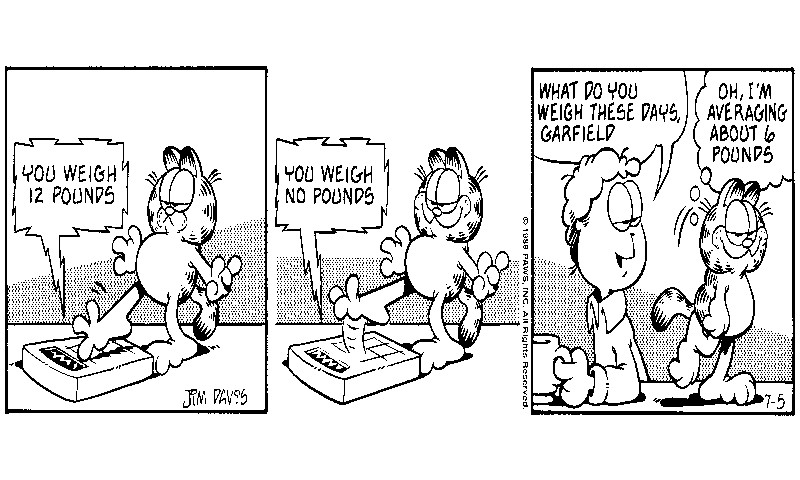 YOU WEIGH
12 POUNDS
JIM DAVIS
YOU WEIGH
NO POUNDS
© 1988 PAWS, INC. All Rights Reserved.
WHAT DO YOU
WEIGH THESE DAYS,
GARFIELD
OH, I'M
AVERAGING
ABOUT 6
POUNDS
7-5